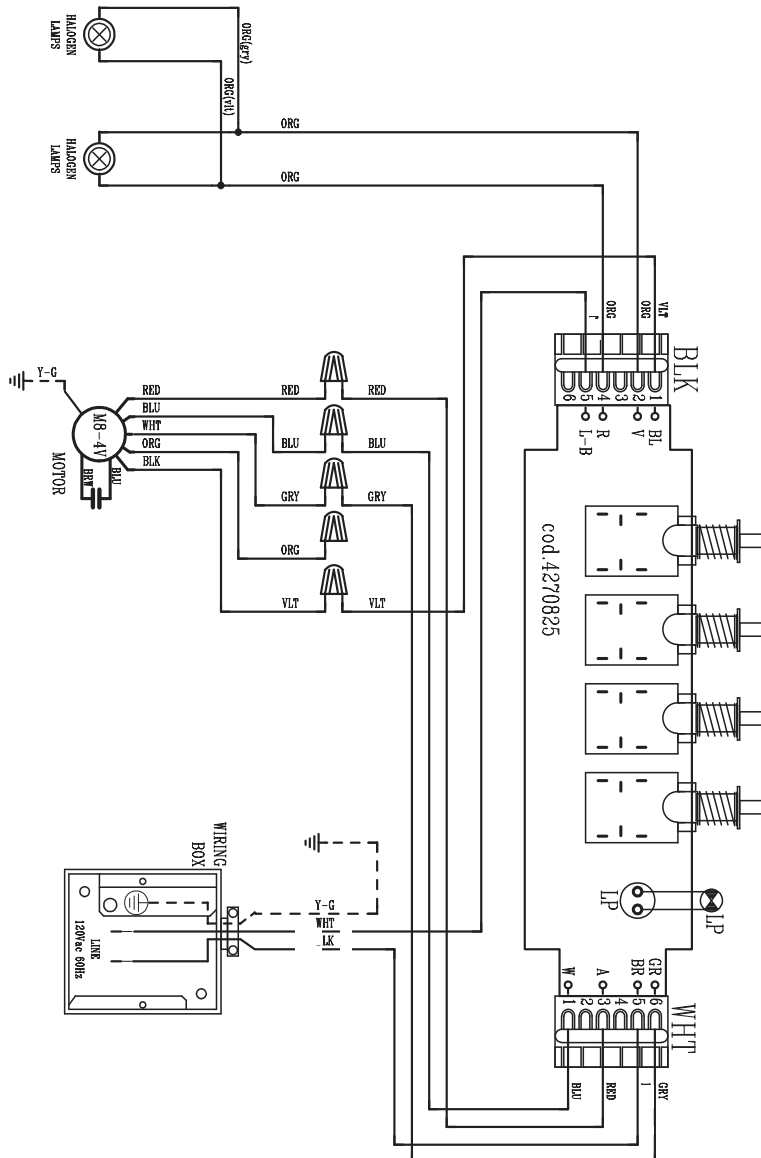 HALOGEN
LAMPS
ORG(gry)
ORG(vlt)
HALOGEN
LAMPS
ORG
ORG
VLT
ORG
ORG
BLK
1
2
3
4
5
6
BL
V
R
L-B
Y-G
RED
BLU
WHT
ORG
BLK
M8-4V
MOTOR
BRW
BLU
RED
RED
BLU
BLU
GRY
GRY
ORG
VLT
VLT
cod.4270825
LP
LP
WIRING
BOX
LINE
120Vac 60Hz
Y-G
WHT
LK
W
A
BR
GR
1
2
3
4
5
6
WHT
BLU
RED
GRY